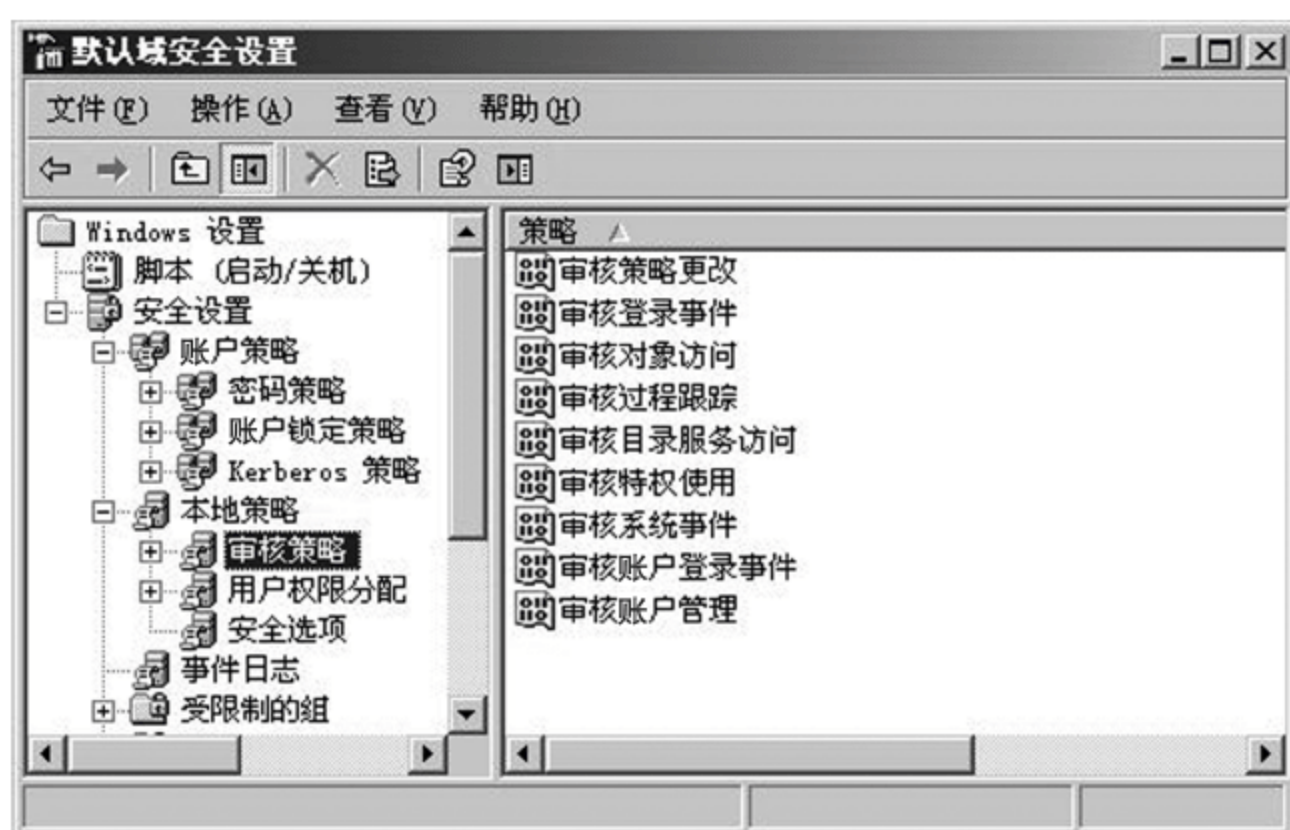 默认域安全设置
文件(F) 操作(A) 查看(V) 帮助(H)
Windows 设置
脚本 (启动/关机)
安全设置
账户策略
密码策略
账户锁定策略
Kerberos 策略
本地策略
审核策略
用户权限分配
安全选项
事件日志
受限制的组
策略
审核策略更改
审核登录事件
审核对象访问
审核过程跟踪
审核目录服务访问
审核特权使用
审核系统事件
审核账户登录事件
审核账户管理